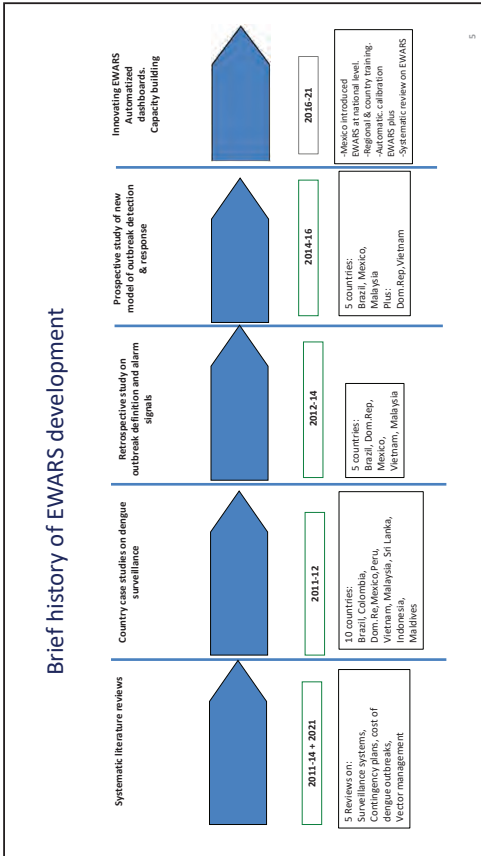 Brief history of EWARS development
Systematic literature reviews
2011-14 + 2021
5 Reviews on:
Surveillance systems,
Contingency plans, cost of
dengue outbreaks,
Vector management
Country case studies on dengue
surveillance
2011-12
10 countries:
Brazil, Colombia,
Dom.Re,Mexico,Peru,
Vietnam, Malaysia, Sri Lanka,
Indonesia,
Maldives
Retrospective study on
outbreak definition and alarm
signals
2012-14
5 countries:
Brazil, Dom.Rep,
Mexico,
Vietnam, Malaysia
Prospective study of new
model of outbreak detection
& response
2014-16
5 countries:
Brazil, Mexico,
Malaysia
Plus:
Dom.Rep,Vietnam
Innovating EWARS
Automatized
dashboards.
Capacity building
2016-21
-Mexico introduced
EWARS at national level.
-Regional & country training.
-Automatic. calibration
EWARS plus
-Systematic review on EWARS
5